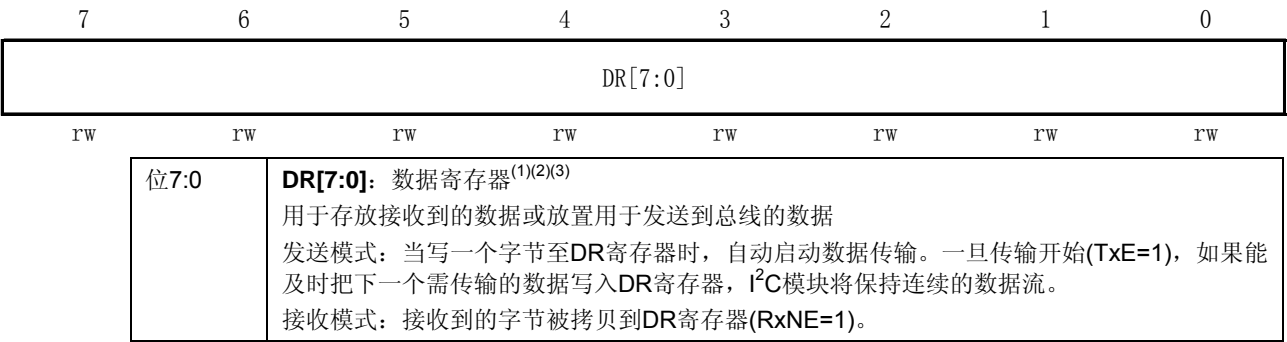 7 6 5 4 3 2 1 0
DR[7:0]
rw rw rw rw rw rw rw rw
位7:0 DR[7:0]：数据寄存器(1)(2)(3)
用于存放接收到的数据或放置用于发送到总线的数据
发送模式：当写一个字节至DR寄存器时，自动启动数据传输。一旦传输开始(TxE=1)，如果能
及时把下一个需传输的数据写入DR寄存器，I²C模块将保持连续的数据流。
接收模式：接收到的字节被拷贝到DR寄存器(RxNE=1)。